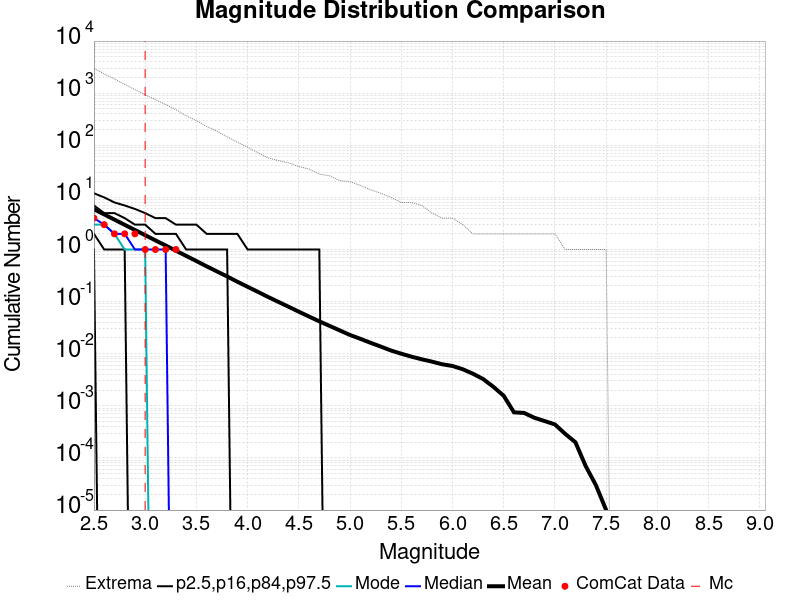 Magnitude Distribution Comparison
10^4
10^3
10^2
10^1
10^0
10^-1
10^-2
10^-3
10^-4
10^-5
Cumulative Number
2.5 3.0 3.5 4.0 4.5 5.0 5.5 6.0 6.5 7.0 7.5 8.0 8.5 9.0
Magnitude
Extrema p2.5,p16,p84,p97.5 Mode Median Mean ComCat Data Mc